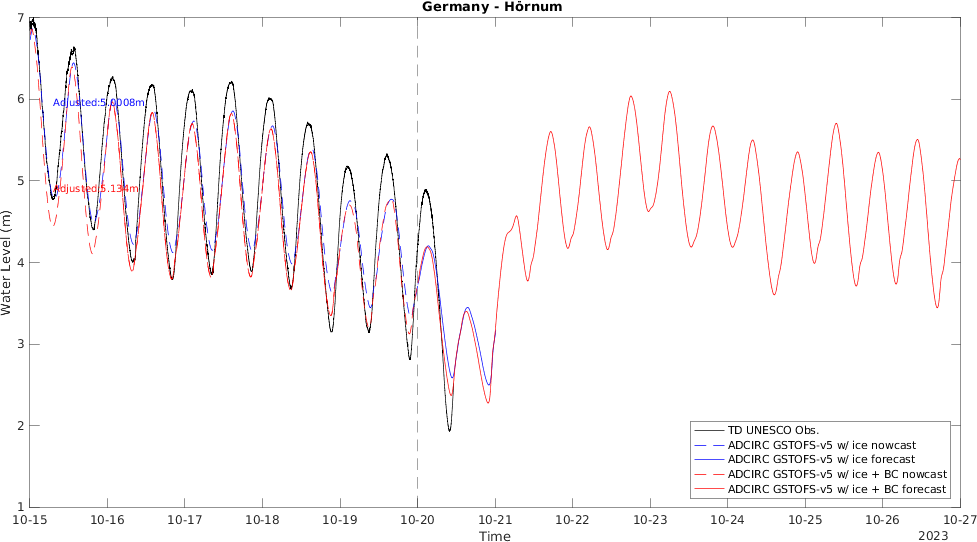 Germany - Hörnum
7
6
5
4
3
2
1
Water Level (m)
Adjusted:5.0008m
Adjusted:5.134m
TD UNESCO Obs.
ADCIRC GSTOFS-v5 w/ ice nowcast
ADCIRC GSTOFS-v5 w/ ice forecast
ADCIRC GSTOFS-v5 w/ ice + BC nowcast
ADCIRC GSTOFS-v5 w/ ice + BC forecast
10-15 10-16 10-17 10-18 10-19 10-20 10-21 10-22 10-23 10-24 10-25 10-26 10-27
Time
2023